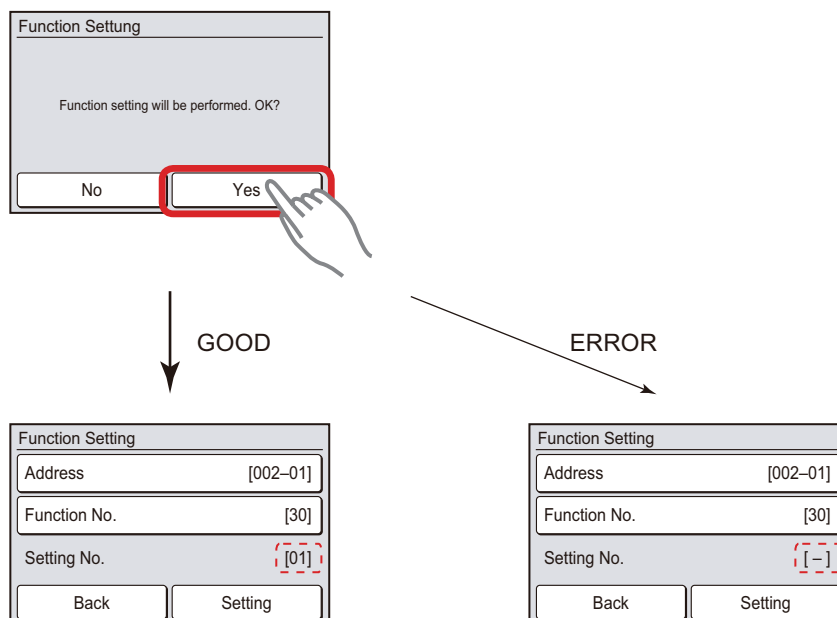 Function Settung
Function setting will be performed. OK?
No Yes
GOOD ERROR
Function Setting
Address [002–01]
Function No. [30]
Setting No. [01]
Back Setting
Function Setting
Address [002–01]
Function No. [30]
Setting No. [ – ]
Back Setting